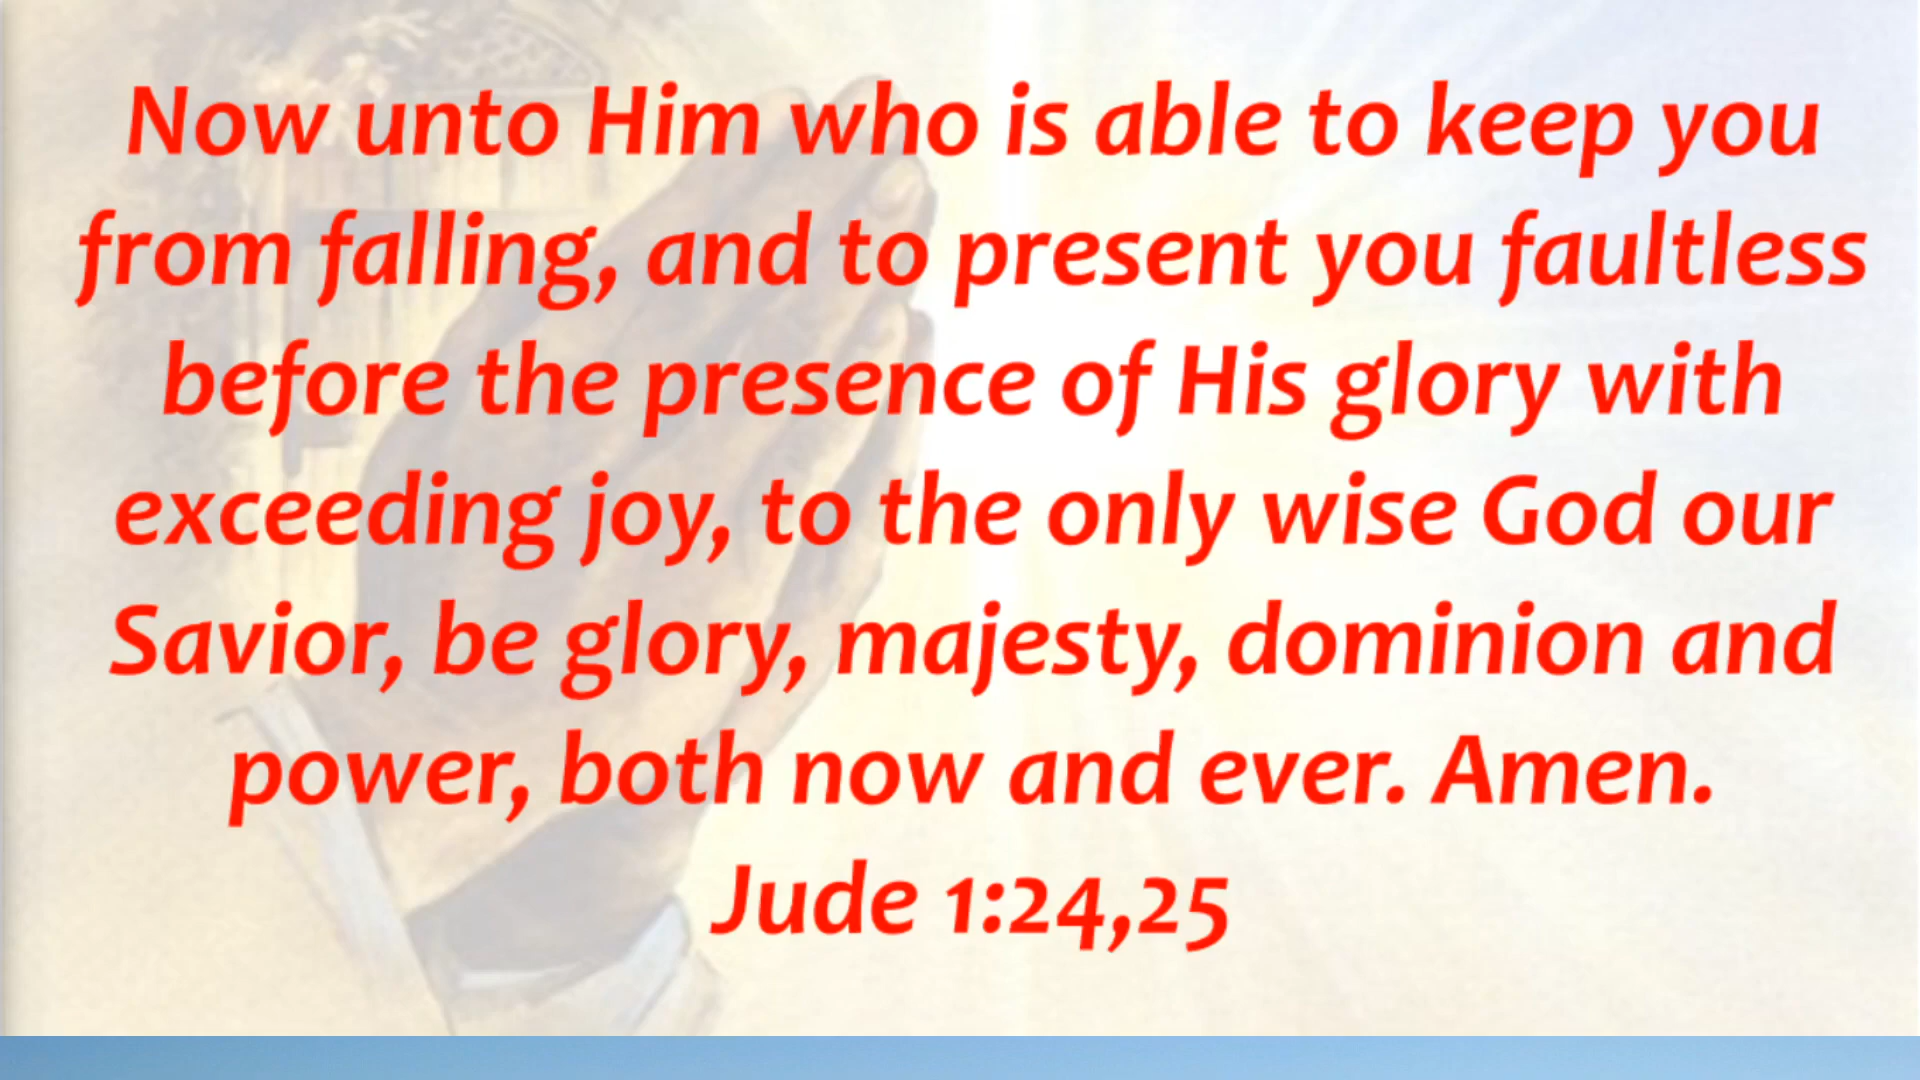 Now unto Him who is able to keep you
from falling, and to present you faultless
before the presence of His glory with
exceeding joy, to the only wise God our
Savior, be glory, majesty, dominion and
power, both now and ever. Amen.
Jude 1:24,25